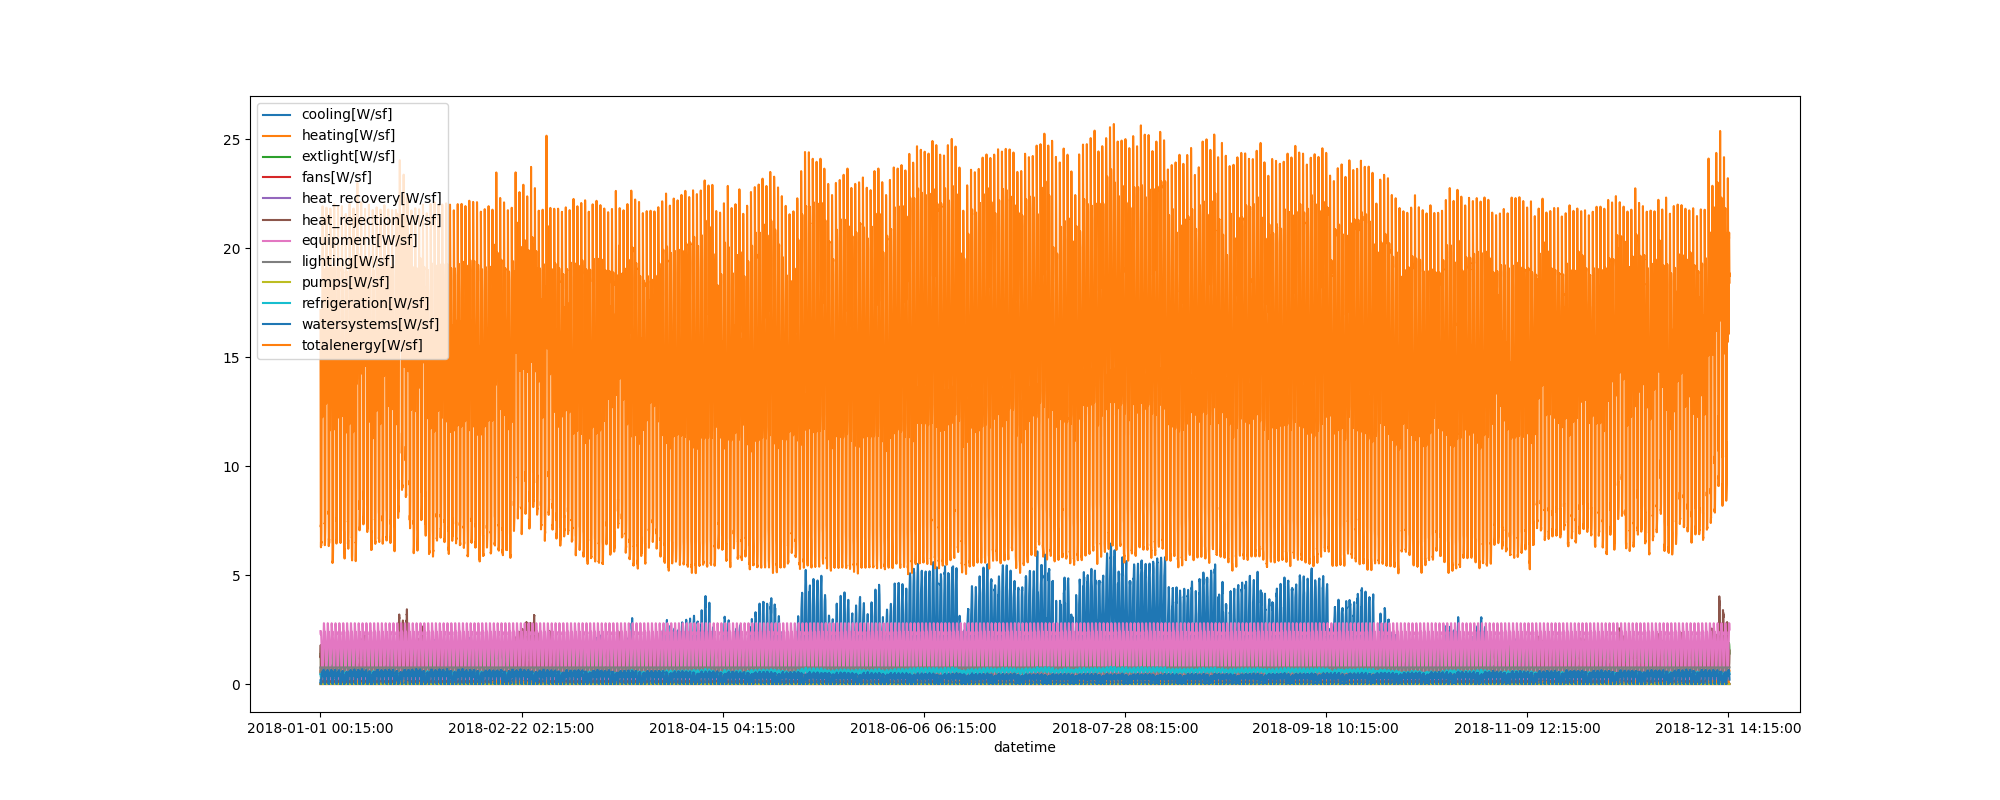 cooling[W/sf]
heating[W/sf]
extlight[W/sf]
fans[W/sf]
heat_recovery[W/sf]
heat_rejection[W/sf]
equipment[W/sf]
lighting[W/sf]
pumps[W/sf]
refrigeration[W/sf]
watersystems[W/sf]
totalenergy[W/sf]
25
20
15
10
5
0
2018-01-01 00:15:00 2018-02-22 02:15:00 2018-04-15 04:15:00 2018-06-06 06:15:00 2018-07-28 08:15:00 2018-09-18 10:15:00 2018-11-09 12:15:00 2018-12-31 14:15:00
datetime